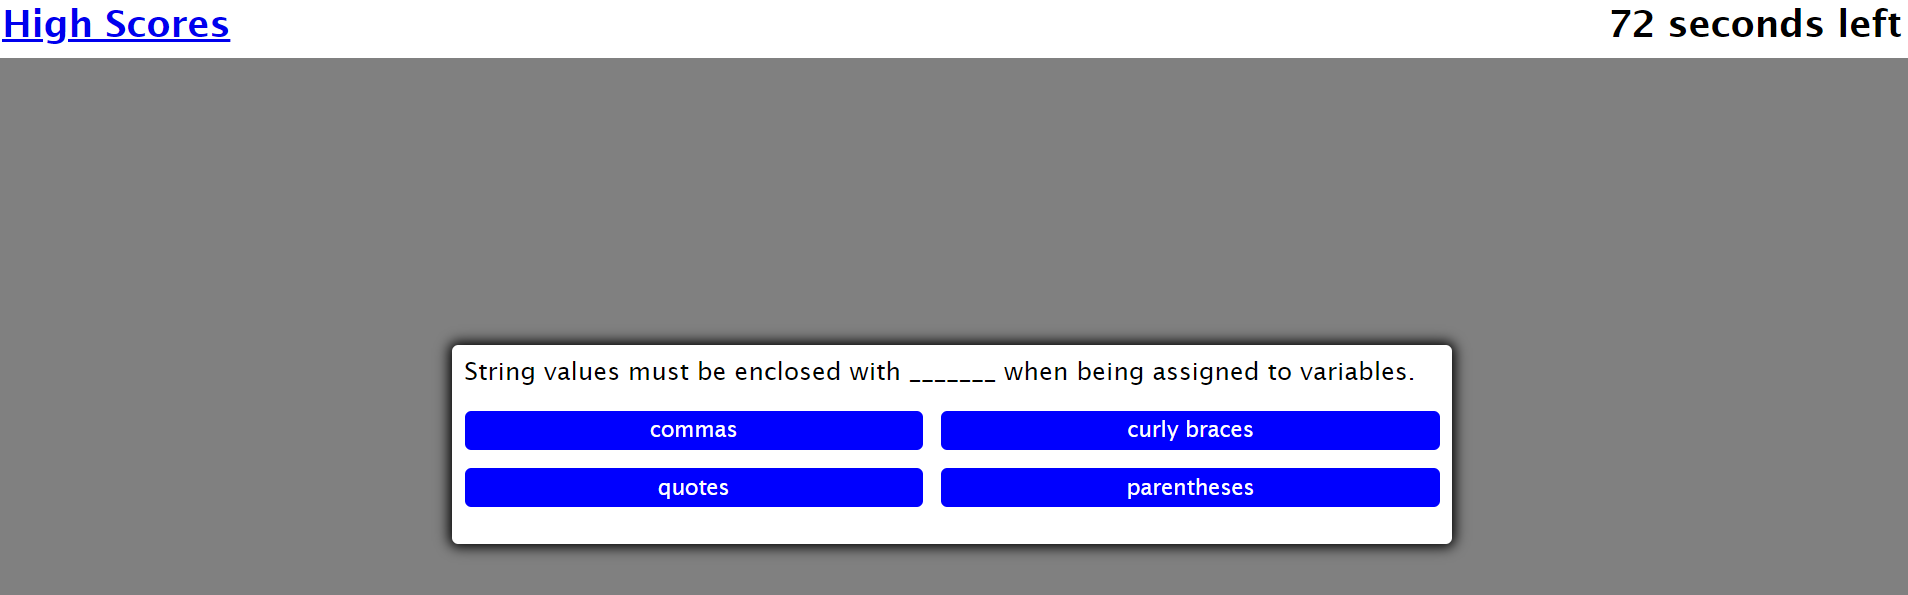 High Scores
72 seconds left
String values must be enclosed with _______ when being assigned to variables.
commas
curly braces
quotes
parentheses